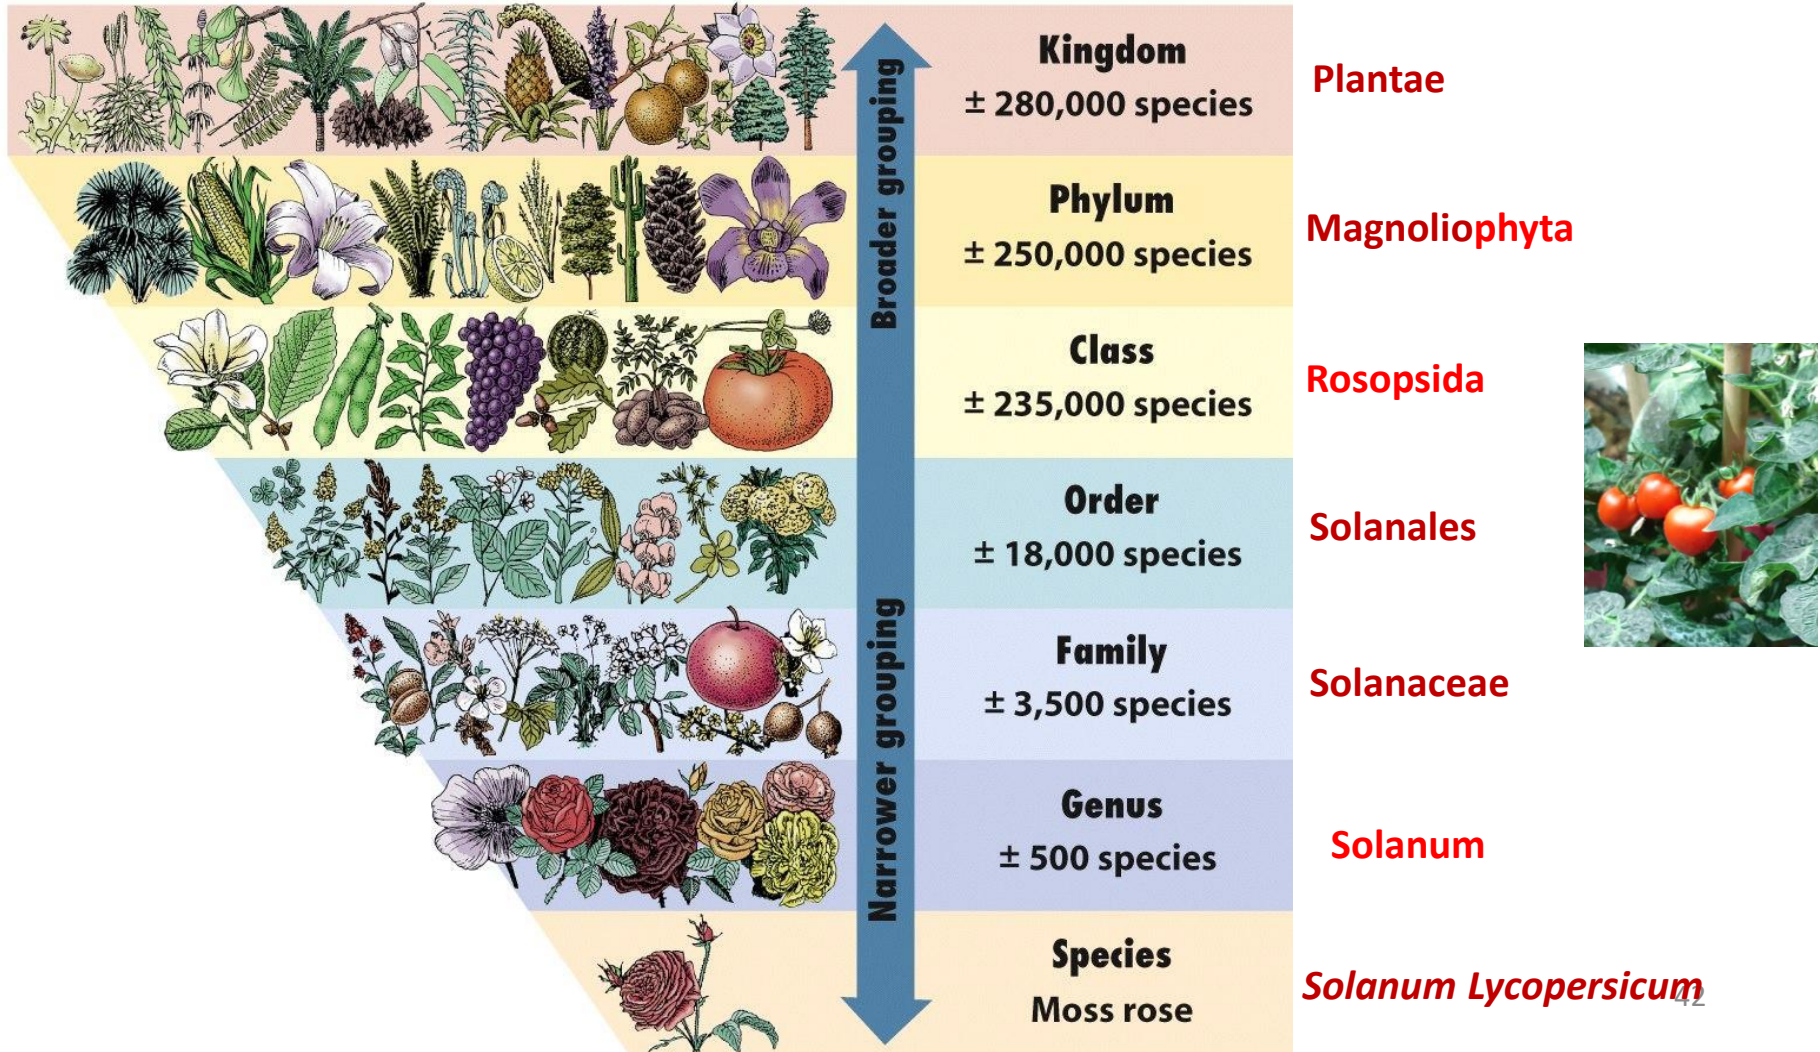 Kingdom
± 280,000 species
Plantae
Phylum
± 250,000 species
Magnoliophyta
Broader grouping
Class
± 235,000 species
Rosopsida
Order
± 18,000 species
Solanales
Family
± 3,500 species
Solanaceae
Narrower grouping
Genus
± 500 species
Solanum
Species
Moss rose
Solanum Lycopersicum
42